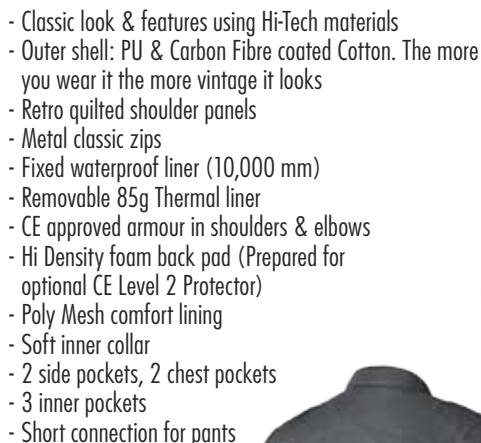 - Classic look & features using Hi-Tech materials
- Outer shell: PU & Carbon Fibre coated Cotton. The more
you wear it the more vintage it looks
- Retro quilted shoulder panels
- Metal classic zips
- Fixed waterproof liner (10,000 mm)
- Removable 85g Thermal liner
- CE approved armour in shoulders & elbows
- Hi Density foam back pad (Prepared for
optional CE Level 2 Protector)
- Poly Mesh comfort lining
- Soft inner collar
- 2 side pockets, 2 chest pockets
- 3 inner pockets
- Short connection for pants